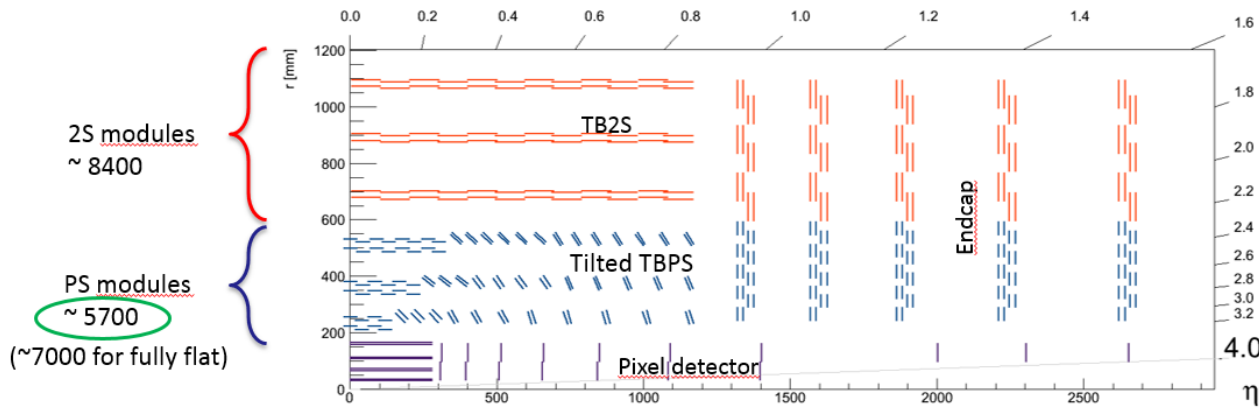 0.0 0.2 0.4 0.6 0.8 1.0 1.2 1.4 1.6
1200
r [mm]
1000
800
600
400
200
0
2S modules
~ 8400
PS modules
~ 5700
(~7000 for fully flat)
TB2S
Tilted TBPS
Endcap
Pixel detector
1.8
2.0
2.2
2.4
2.6
2.8
3.0
3.2
4.0
η
0 500 1000 1500 2000 2500